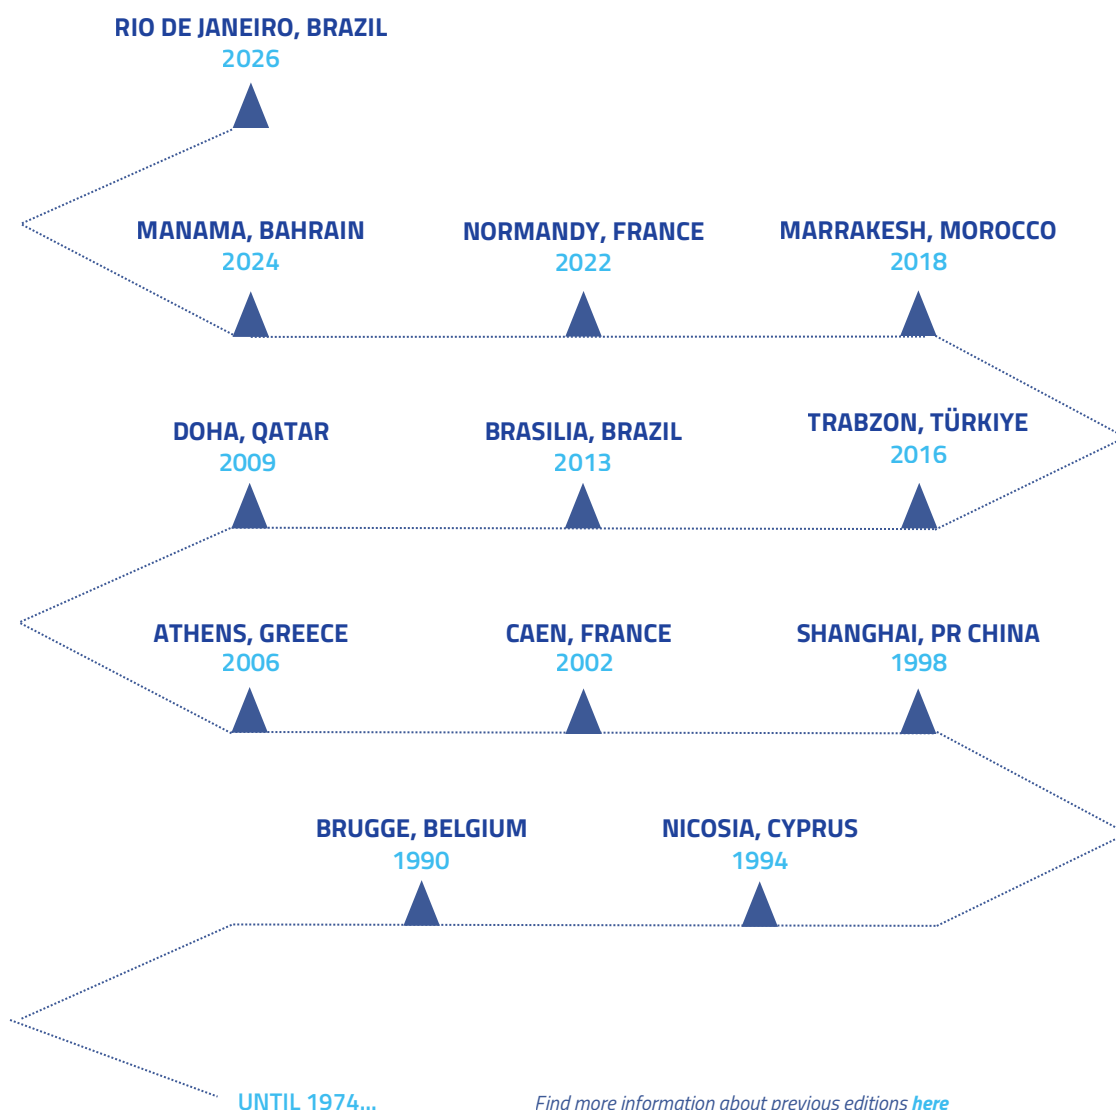 RIO DE JANEIRO, BRAZIL
2026
MANAMA, BAHRAIN
2024
NORMANDY, FRANCE
2022
MARRAKESH, MOROCCO
2018
DOHA, QATAR
2009
BRASILIA, BRAZIL
2013
TRABZON, TÜRKIYE
2016
ATHENS, GREECE
2006
CAEN, FRANCE
2002
SHANGHAI, PR CHINA
1998
BRUGGE, BELGIUM
1990
NICOSIA, CYPRUS
1994
UNTIL 1974...
Find more information about previous editions here